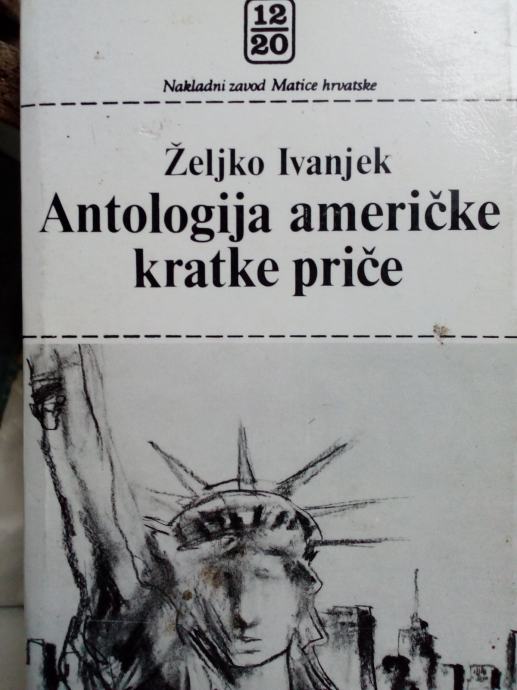 12
20
Nakladni zavod Matice hrvatske
Željko Ivanjek
Antologija američke
kratke priče